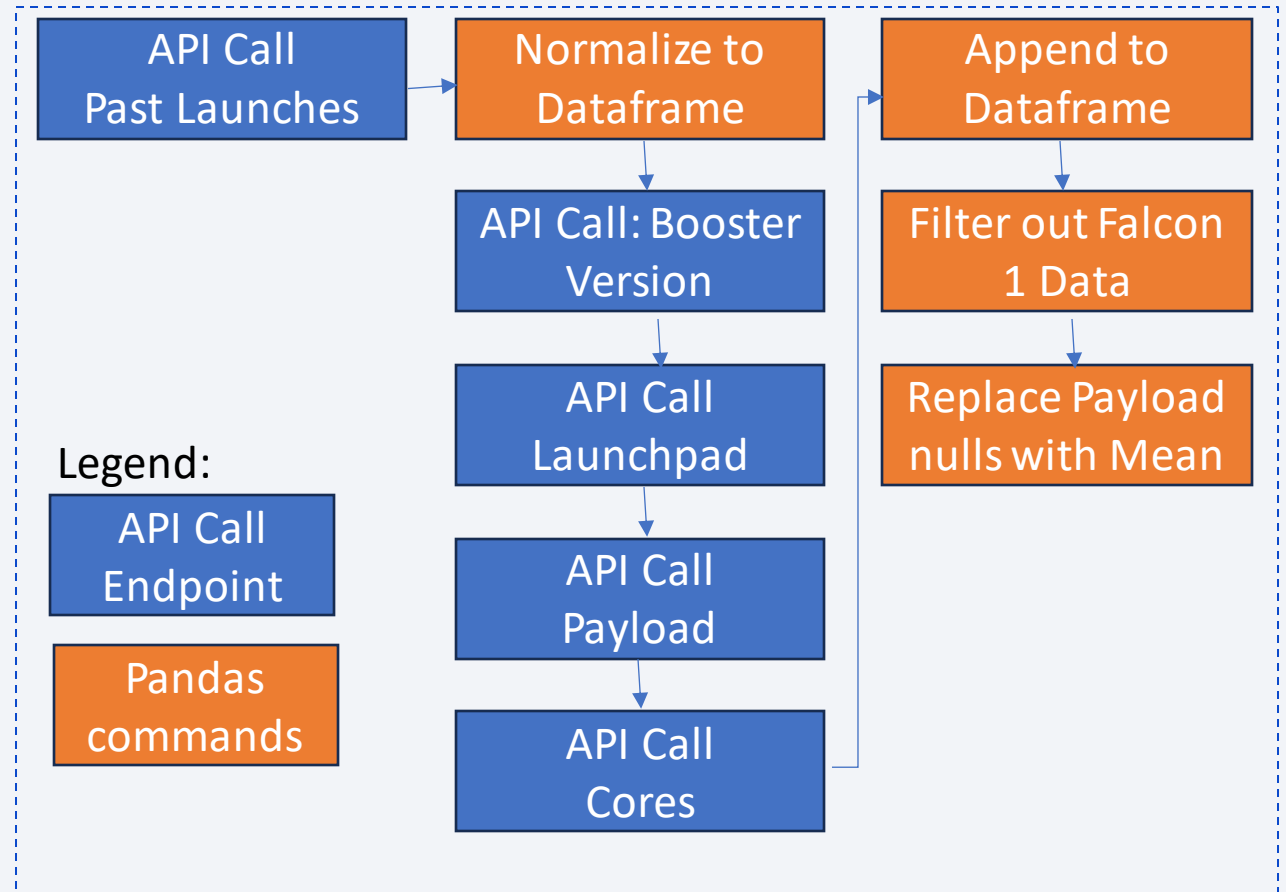 API Call
Past Launches
Normalize to
Dataframe
API Call: Booster
Version
API Call
Launchpad
API Call
Payload
API Call
Cores
Append to
Dataframe
Filter out Falcon
1 Data
Replace Payload
nulls with Mean
Legend:
API Call
Endpoint
Pandas
commands